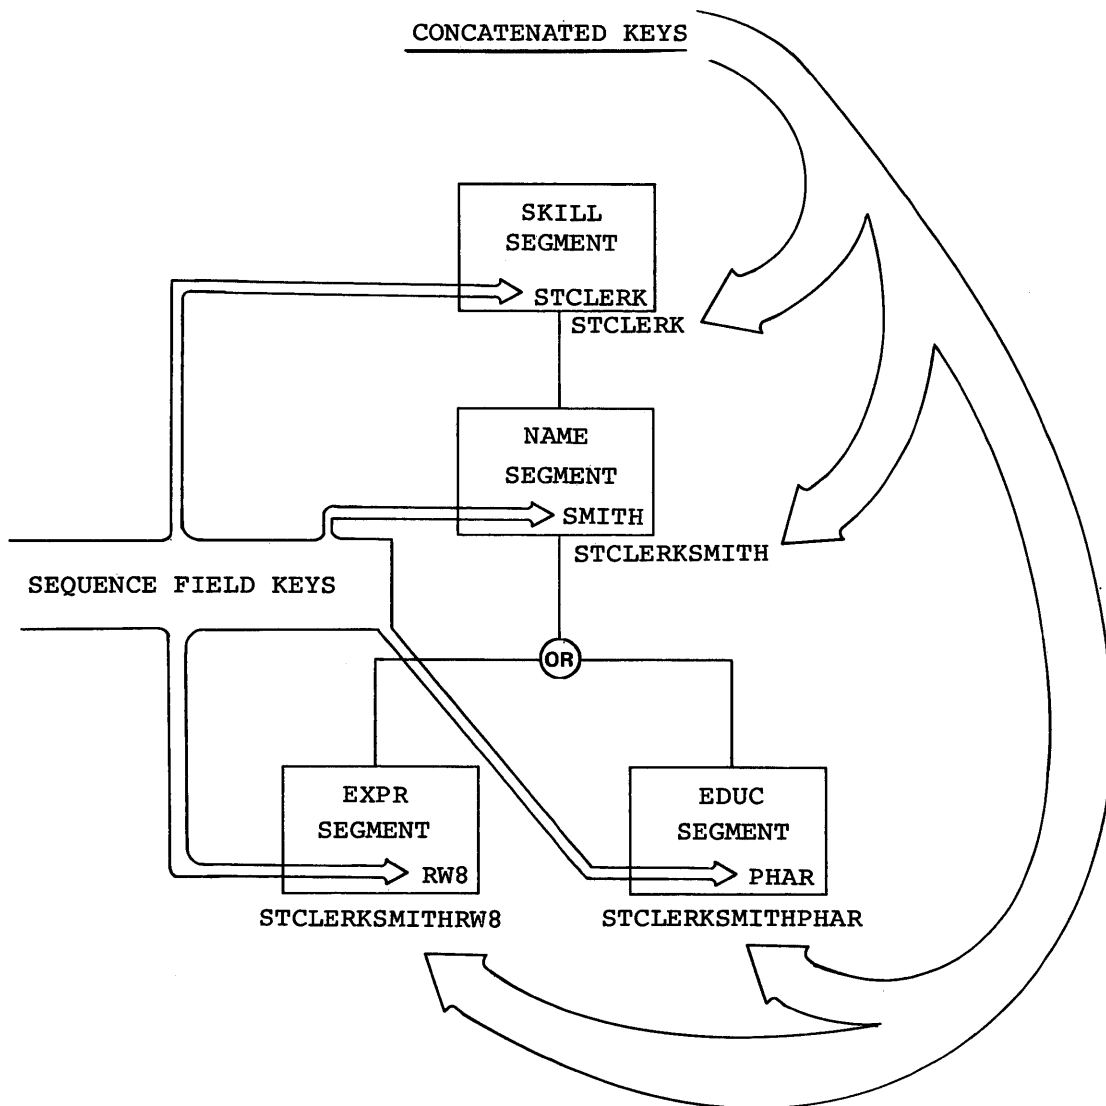 CONCATENATED KEYS
SKILL
SEGMENT
STCLERK
STCLERK
NAME
SEGMENT
SMITH
STCLERKSMITH
SEQUENCE FIELD KEYS
OR
EXPR
SEGMENT
RW8
STCLERKSMITHRW8
EDUC
SEGMENT
PHAR
STCLERKSMITHPHAR